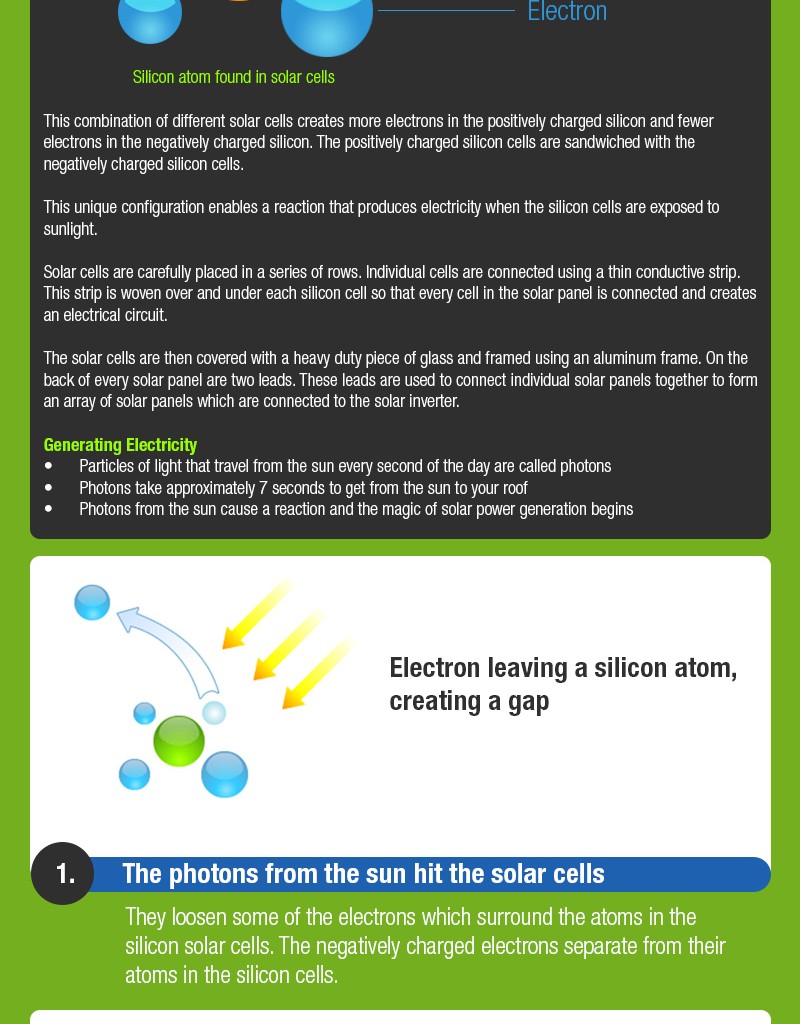 Electron
Silicon atom found in solar cells
This combination of different solar cells creates more electrons in the positively charged silicon and fewer
electrons in the negatively charged silicon. The positively charged silicon cells are sandwiched with the
negatively charged silicon cells.
This unique configuration enables a reaction that produces electricity when the silicon cells are exposed to
sunlight.
Solar cells are carefully placed in a series of rows. Individual cells are connected using a thin conductive strip.
This strip is woven over and under each silicon cell so that every cell in the solar panel is connected and creates
an electrical circuit.
The solar cells are then covered with a heavy duty piece of glass and framed using an aluminum frame. On the
back of every solar panel are two leads. These leads are used to connect individual solar panels together to form
an array of solar panels which are connected to the solar inverter.
Generating Electricity
• Particles of light that travel from the sun every second of the day are called photons
• Photons take approximately 7 seconds to get from the sun to your roof
• Photons from the sun cause a reaction and the magic of solar power generation begins
Electron leaving a silicon atom,
creating a gap
1. The photons from the sun hit the solar cells
They loosen some of the electrons which surround the atoms in the
silicon solar cells. The negatively charged electrons separate from their
atoms in the silicon cells.